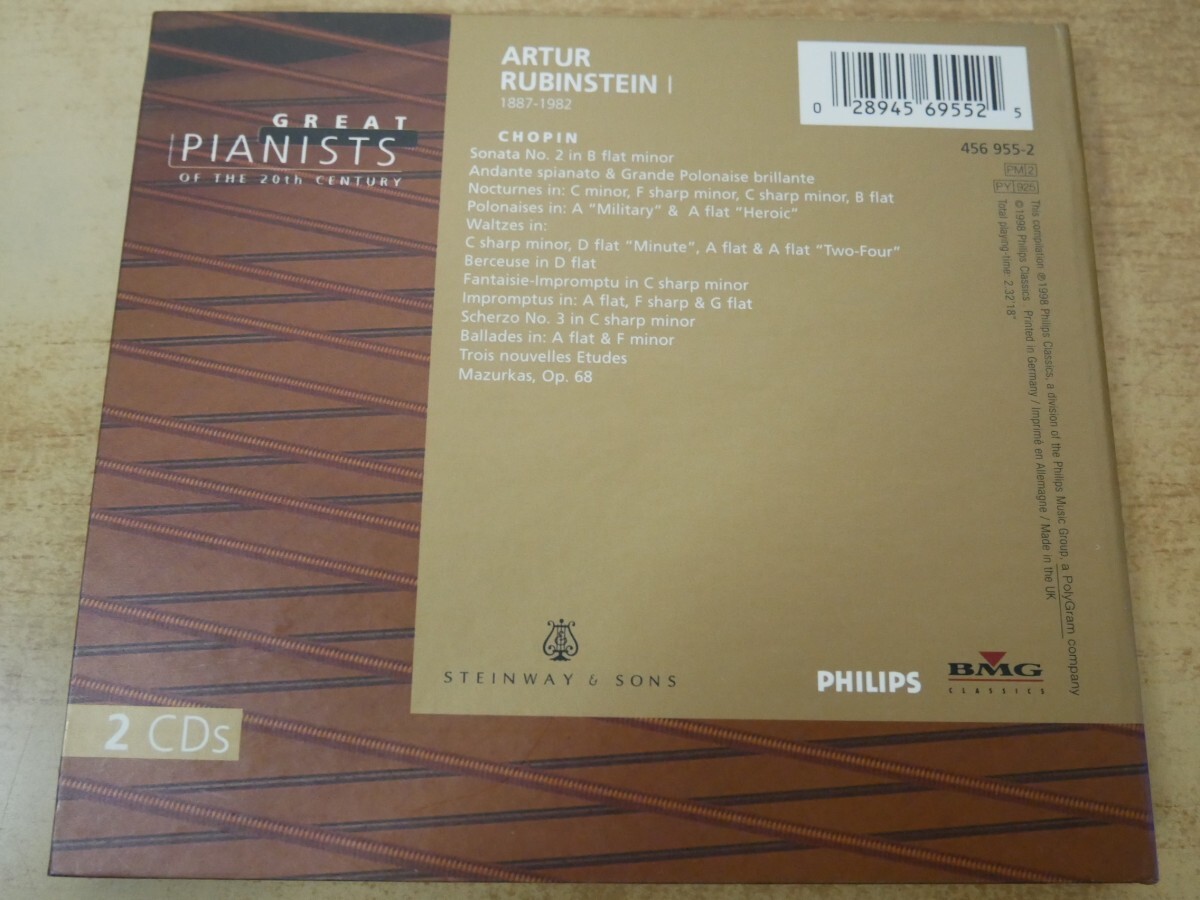 GREAT
PIANISTS
OF THE 20th CENTURY
ARTUR
RUBINSTEIN I
1887-1982
CHOPIN
Sonata No. 2 in B flat minor
Andante spianato & Grande Polonaise brillante
Nocturnes in: C minor, F sharp minor, C sharp minor, B flat
Polonaises in: A “Military” & A flat “Heroic”
Waltzes in:
C sharp minor, D flat “Minute”, A flat & A flat “Two-Four”
Berceuse in D flat
Fantaisie-Impromptu in C sharp minor
Impromptus in: A flat, F sharp & G flat
Scherzo No. 3 in C sharp minor
Ballades in: A flat & F minor
Trois nouvelles Etudes
Mazurkas, Op. 68
0 28945 69552 5
456 955-2
PM 2
PY 925
This compilation ℗1998 Philips Classics, a division of the Philips Music Group, a PolyGram company
©1998 Philips Classics · Printed in Germany / Imprimé en Allemagne / Made in the UK
Total playing-time: 2.32'18"
STEINWAY & SONS
PHILIPS
BMG
CLASSICS
2 CDs